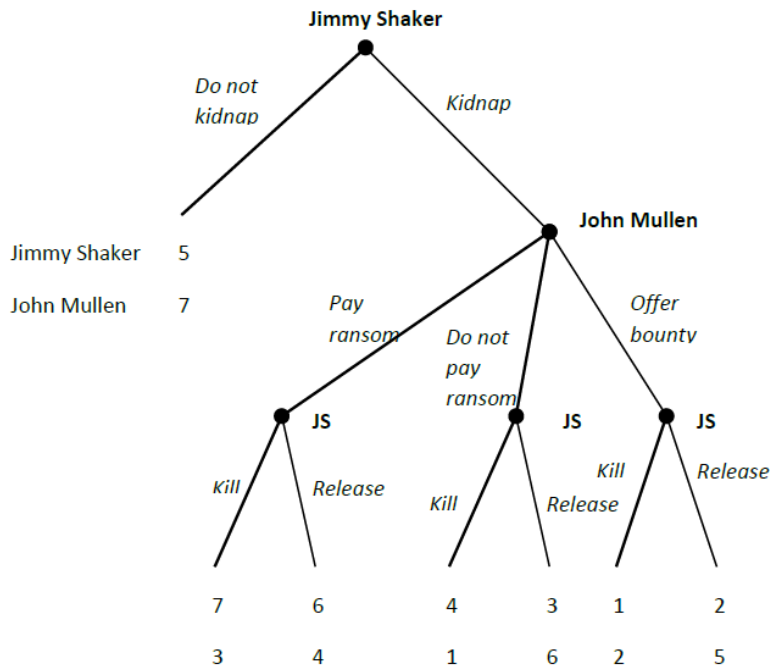 Jimmy Shaker
Do not
kidnap
Kidnap
John Mullen
Jimmy Shaker 5
John Mullen 7
Pay
ransom
Do not
pay
ransom
Offer
bounty
JS
JS
JS
Kill
Release
Kill
Release
Kill
Release
7 6 4 3 1 2
3 4 1 6 2 5